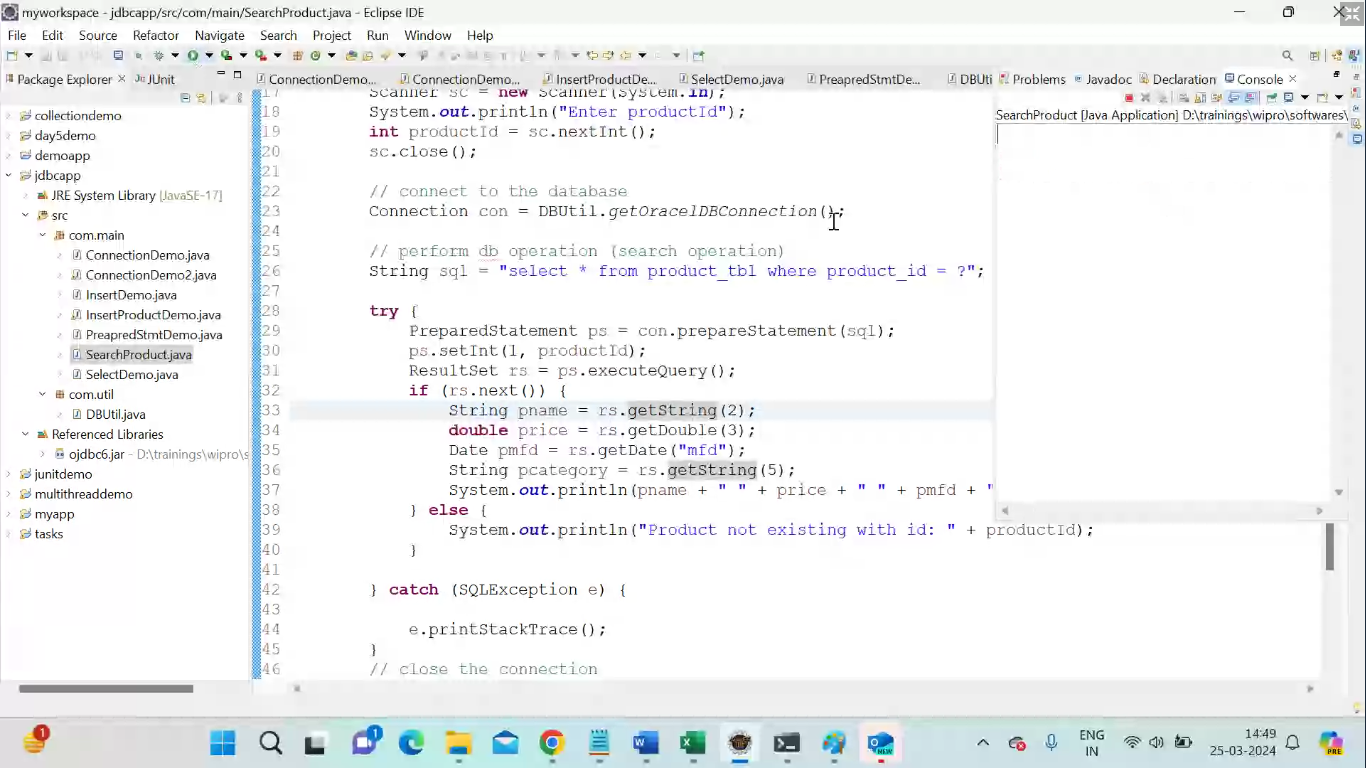 myworkspace - jdbcapp/src/com/main/SearchProduct.java - Eclipse IDE
File Edit Source Refactor Navigate Search Project Run Window Help
Package Explorer JUnit
ConnectionDemo... ConnectionDemo... InsertProductDe... SelectDemo.java PreapredStmtDe... DBUti Problems Javadoc Declaration Console
collectiondemo
day5demo
demoapp
jdbcapp
JRE System Library [JavaSE-17]
src
com.main
ConnectionDemo.java
ConnectionDemo2.java
InsertDemo.java
InsertProductDemo.java
PreapredStmtDemo.java
SearchProduct.java
SelectDemo.java
com.util
DBUtil.java
Referenced Libraries
ojdbc6.jar - D:\trainings\wipro\s
junitdemo
multithreaddemo
myapp
tasks
17 Scanner sc = new Scanner(System.in);
18 System.out.println("Enter productId");
19 int productId = sc.nextInt();
20 sc.close();
21
22 // connect to the database
23 Connection con = DBUtil.getOracelDBConnection();
24
25 // perform db operation (search operation)
26 String sql = "select * from product_tbl where product_id = ?";
27
28 try {
29 PreparedStatement ps = con.prepareStatement(sql);
30 ps.setInt(1, productId);
31 ResultSet rs = ps.executeQuery();
32 if (rs.next()) {
33 String pname = rs.getString(2);
34 double price = rs.getDouble(3);
35 Date pmfd = rs.getDate("mfd");
36 String pcategory = rs.getString(5);
37 System.out.println(pname + " " + price + " " + pmfd + "
38 } else {
39 System.out.println("Product not existing with id: " + productId);
40 }
41
42 } catch (SQLException e) {
43
44 e.printStackTrace();
45 }
46 // close the connection
SearchProduct [Java Application] D:\trainings\wipro\softwares\
1
1
NEW
ENG
IN
14:49
25-03-2024
PRE